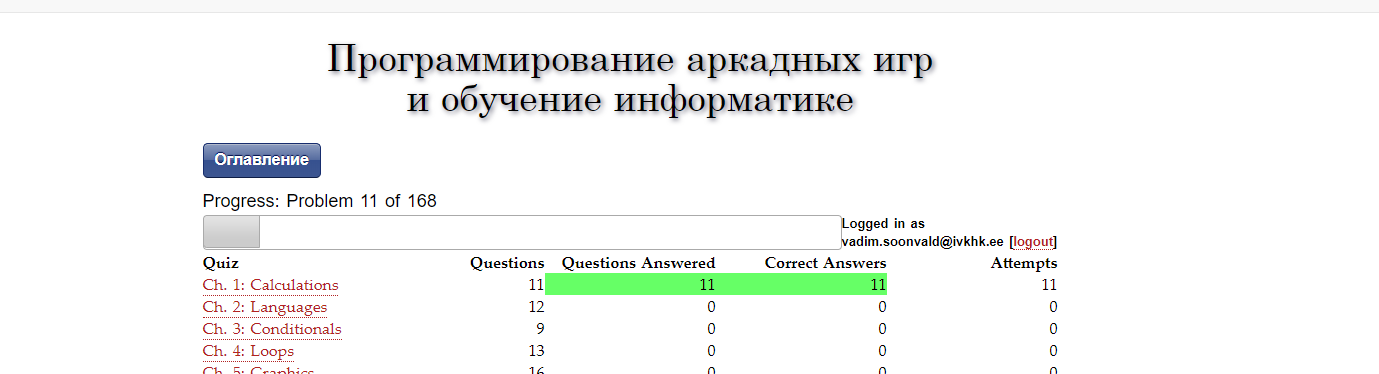 Программирование аркадных игр
и обучение информатике
Оглавление
Progress: Problem 11 of 168
Logged in as
vadim.soonvald@ivkhk.ee [logout]
Quiz Questions Questions Answered Correct Answers Attempts
Ch. 1: Calculations 11 11 11 11
Ch. 2: Languages 12 0 0 0
Ch. 3: Conditionals 9 0 0 0
Ch. 4: Loops 13 0 0 0
Ch. 5: Graphics 16 0 0 0